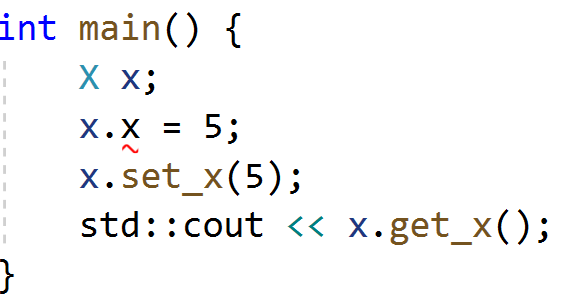 int main() {
    X x;
    x.x = 5;
    x.set_x(5);
    std::cout << x.get_x();
}